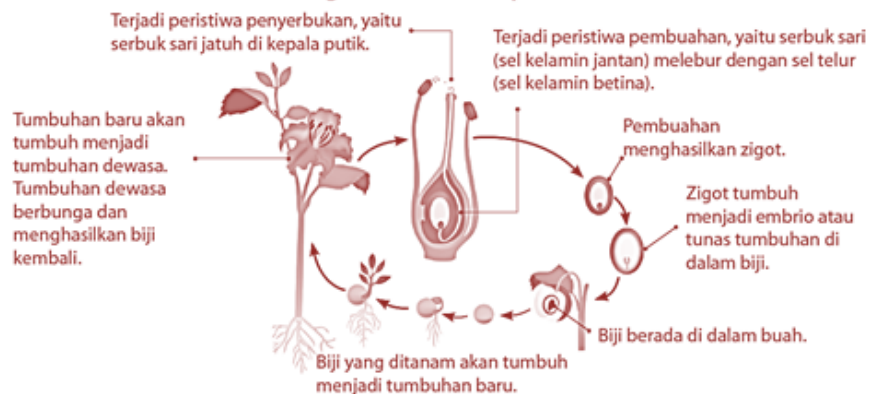 Terjadi peristiwa penyerbukan, yaitu
serbuk sari jatuh di kepala putik.
Terjadi peristiwa pembuahan, yaitu serbuk sari
(sel kelamin jantan) melebur dengan sel telur
(sel kelamin betina).
Pembuahan
menghasilkan zigot.
Zigot tumbuh
menjadi embrio atau
tunas tumbuhan di
dalam biji.
Biji berada di dalam buah.
Biji yang ditanam akan tumbuh
menjadi tumbuhan baru.
Tumbuhan baru akan
tumbuh menjadi
tumbuhan dewasa.
Tumbuhan dewasa
berbunga dan
menghasilkan biji
kembali.